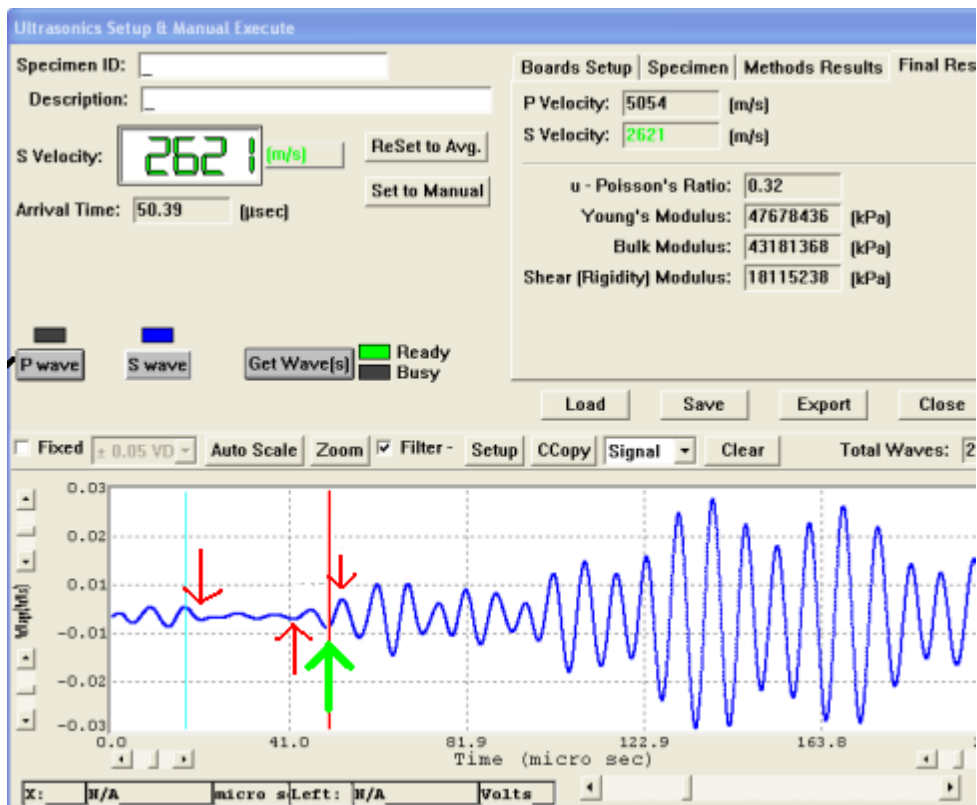 Ultrasonics Setup & Manual Execute
Specimen ID: _
Description: _
S Velocity: 2621 (m/s)
ReSet to Avg.
Set to Manual
Arrival Time: 50.39 (µsec)
Boards Setup Specimen Methods Results Final Res
P Velocity: 5054 (m/s)
S Velocity: 2621 (m/s)
u - Poisson's Ratio: 0.32
Young's Modulus: 47678436 (kPa)
Bulk Modulus: 43181368 (kPa)
Shear (Rigidity) Modulus: 18115238 (kPa)
P wave S wave Get Wave(s) Ready
Busy
Load Save Export Close
Fixed ± 0.05 VD Auto Scale Zoom Filter - Setup CCopy Signal Clear Total Waves: 2
0.03
0.02
0.01
-0.01
-0.02
-0.03
0.0 41.0 81.9 122.9 163.8
Time (micro sec)
X: N/A micro s Left: N/A Volts